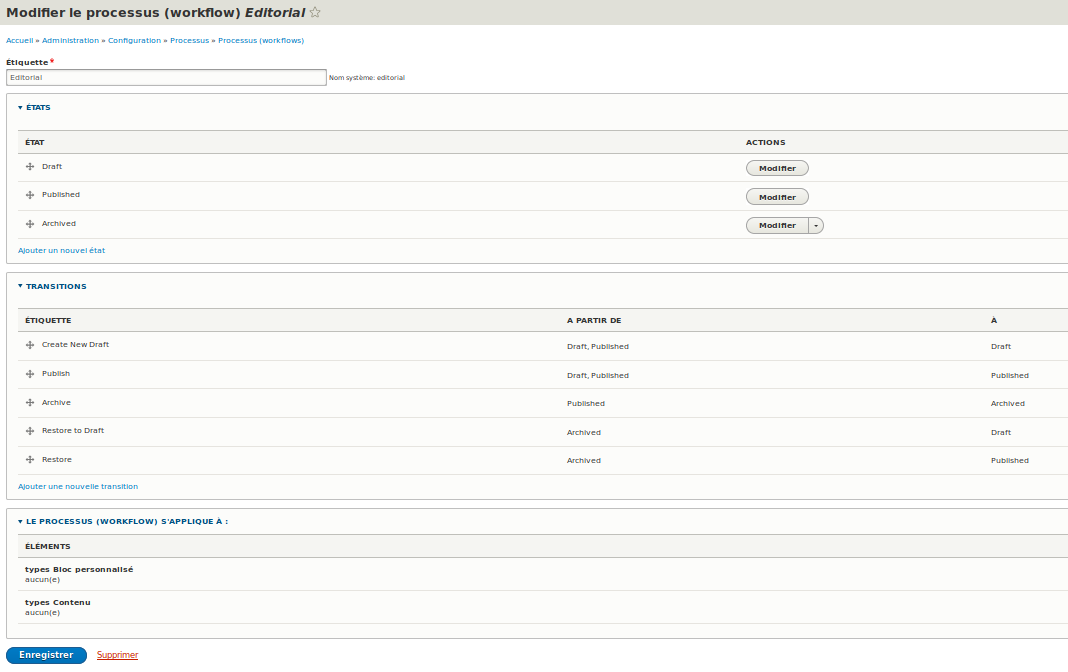 Modifier le processus (workflow) Editorial
Accueil » Administration » Configuration » Processus » Processus (workflows)
Étiquette*
Editorial Nom système: editorial
ÉTATS
ÉTAT ACTIONS
Draft Modifier
Published Modifier
Archived Modifier
Ajouter un nouvel état
TRANSITIONS
ÉTIQUETTE A PARTIR DE À
Create New Draft Draft, Published Draft
Publish Draft, Published Published
Archive Published Archived
Restore to Draft Archived Draft
Restore Archived Published
Ajouter une nouvelle transition
LE PROCESSUS (WORKFLOW) S'APPLIQUE À :
ÉLÉMENTS
types Bloc personnalisé
aucun(e)
types Contenu
aucun(e)
Enregistrer Supprimer